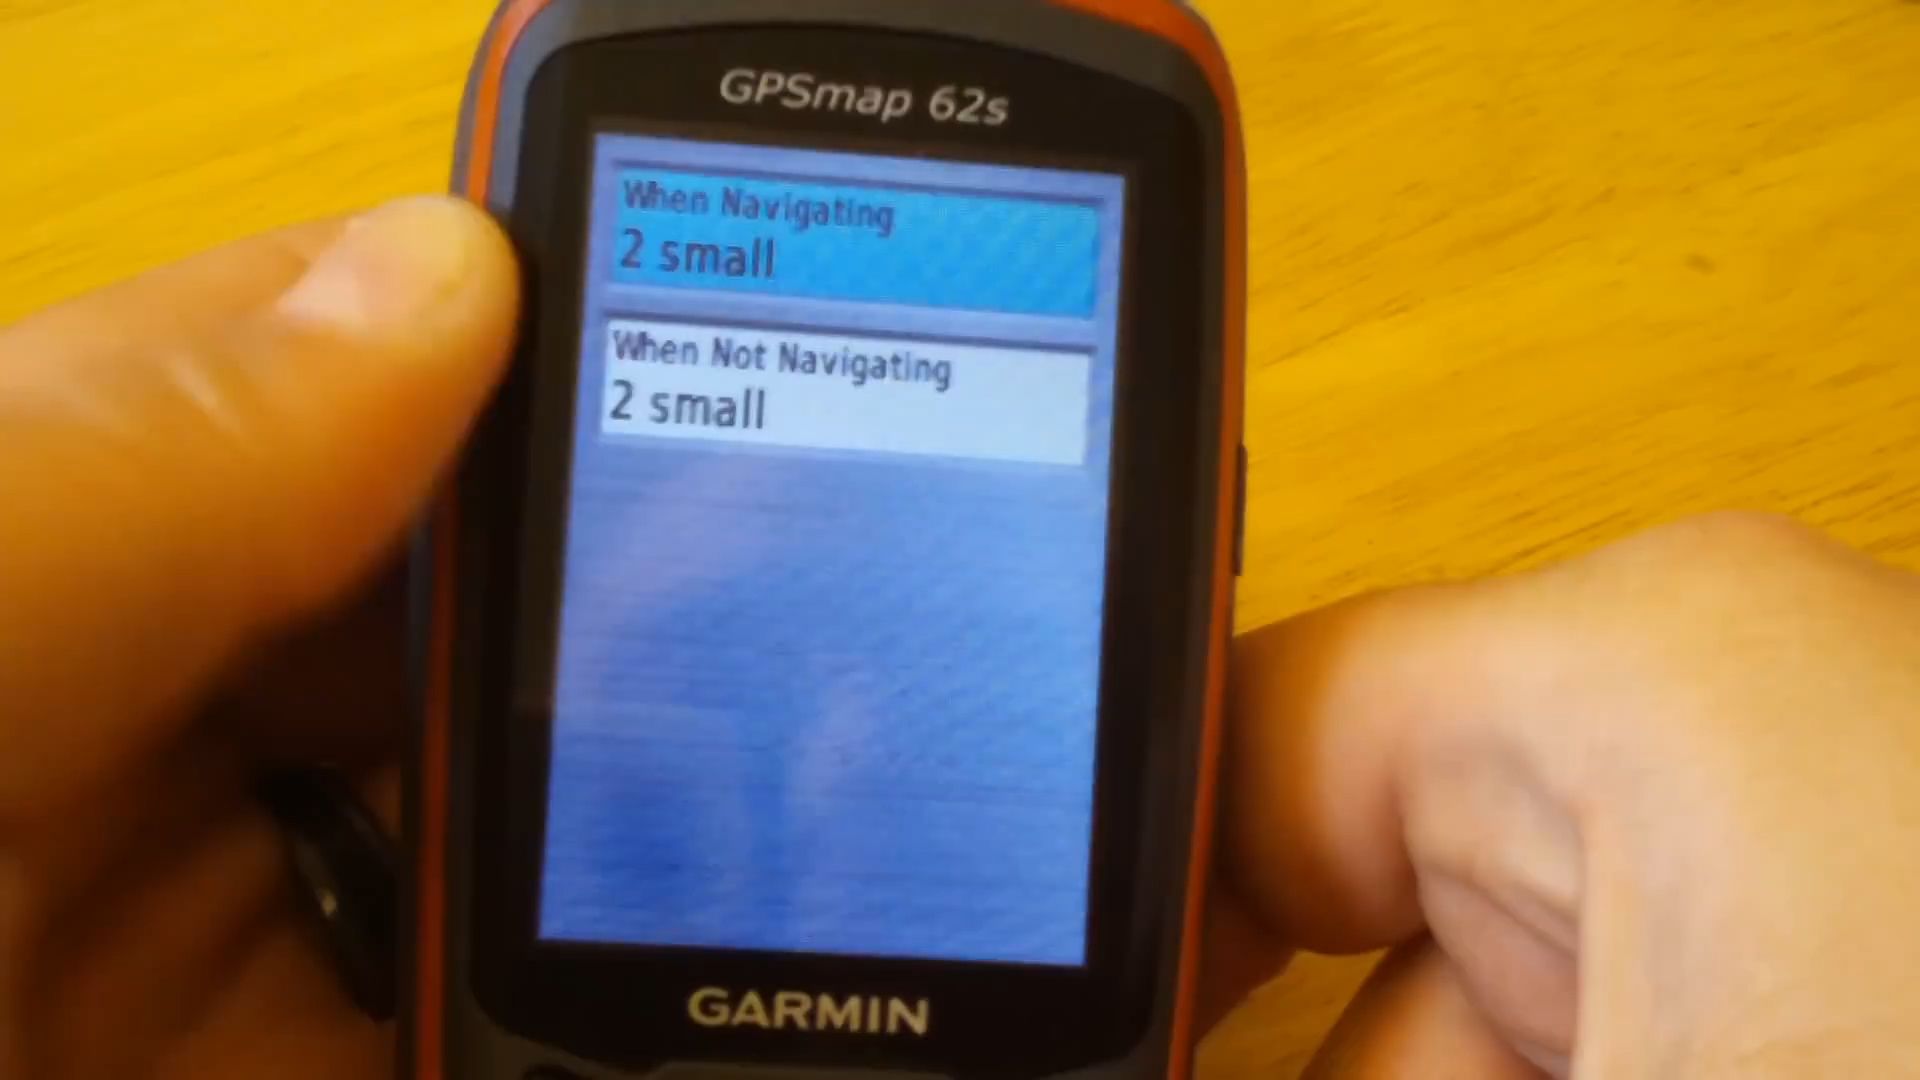 GPSmap 62s
When Navigating
2 small
When Not Navigating
2 small
GARMIN